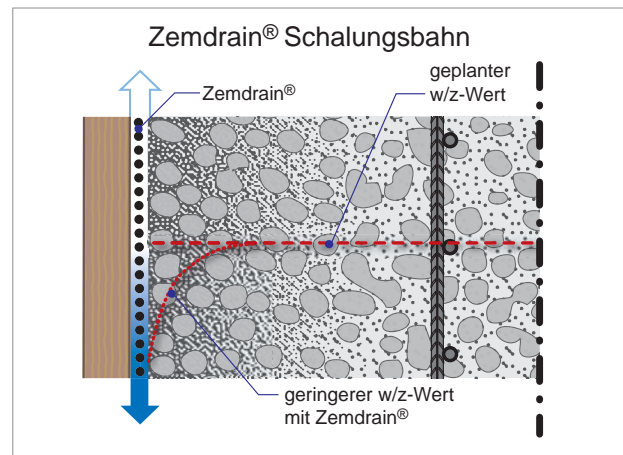 Zemdrain® Schalungsbahn
Zemdrain®
geplanter
w/z-Wert
geringerer w/z-Wert
mit Zemdrain®